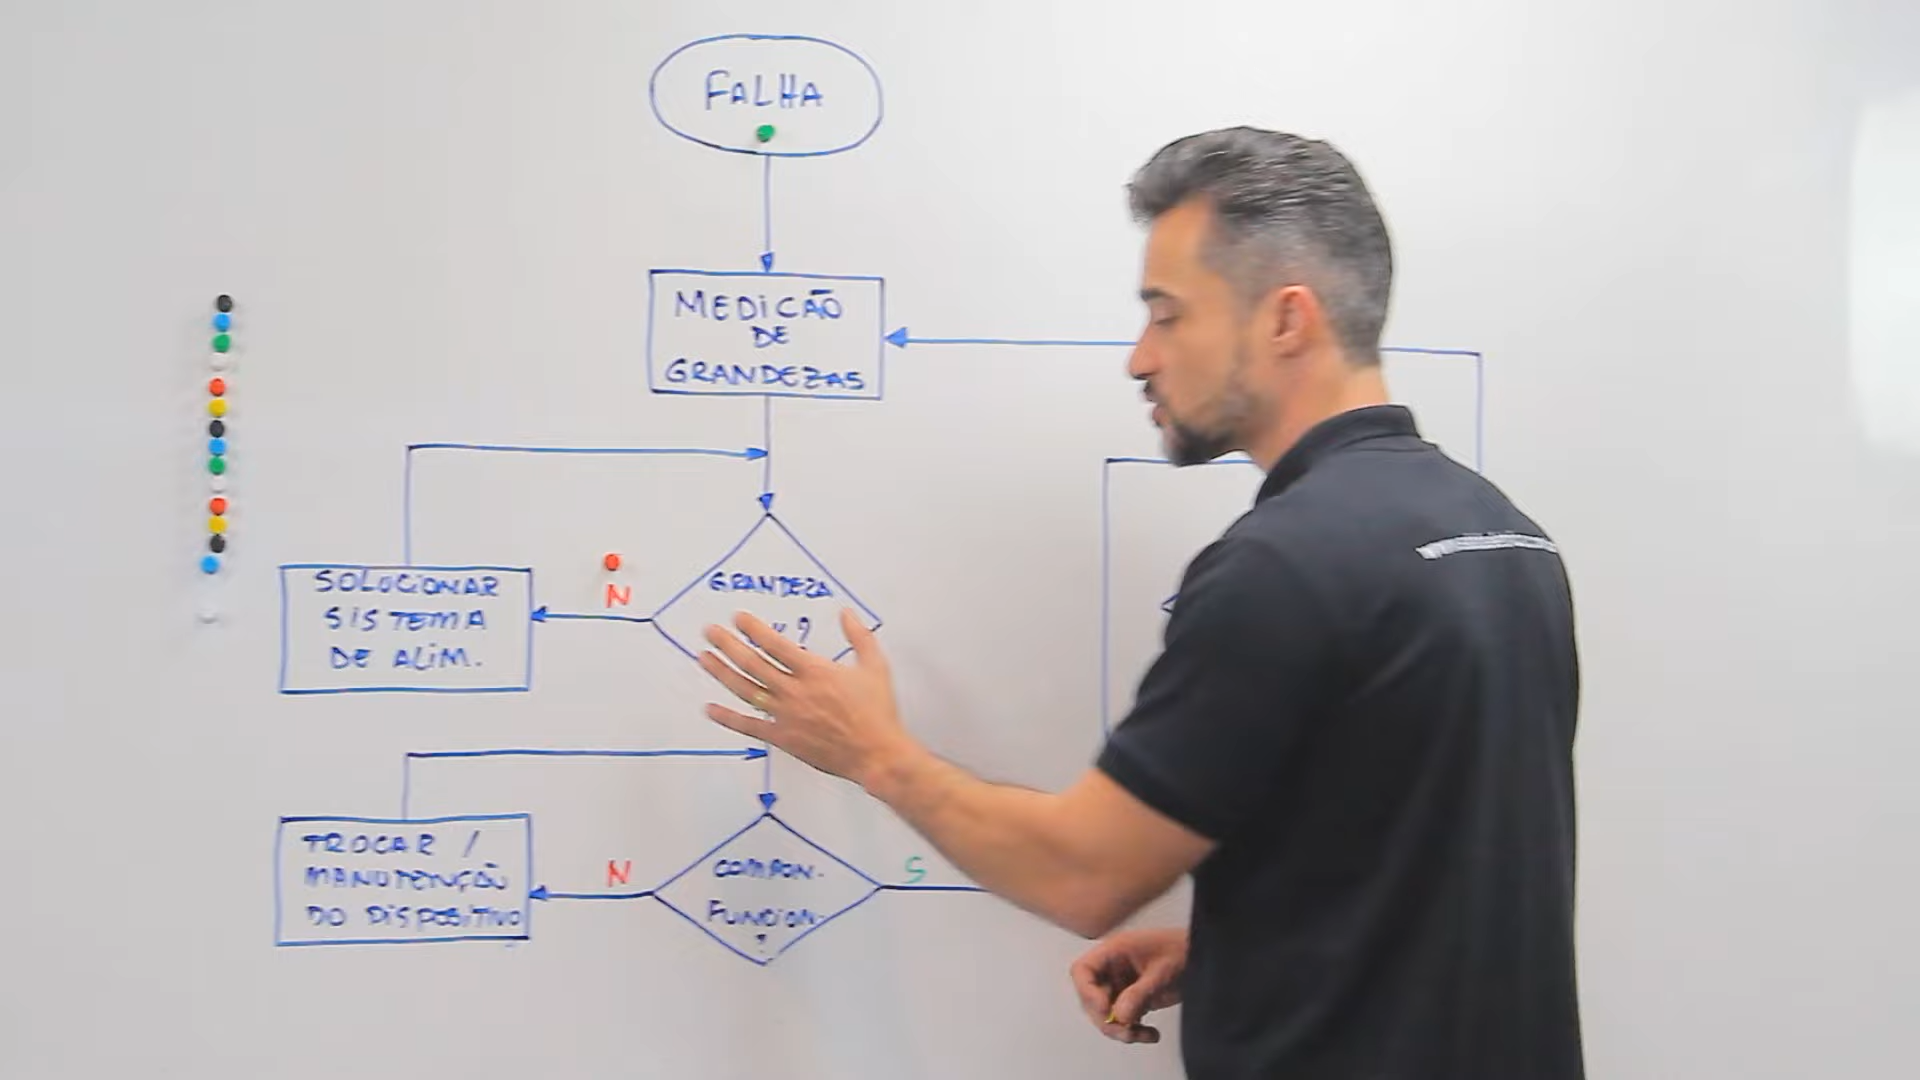 FALHA
MEDIÇÃO
DE
GRANDEZAS
N
GRANDEZA
?
SOLUCIONAR
SISTEMA
DE ALIM.
TROCAR /
MANUTENÇÃO
DO DISPOSITIVO
N
COMPON.
FUNCION.
?
S